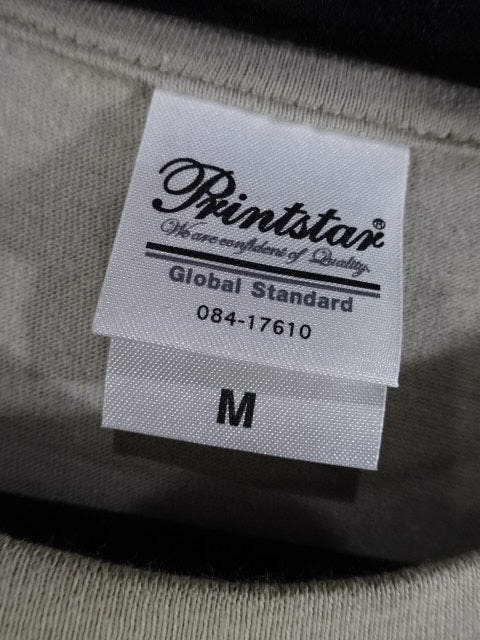 Printstar®
We are confident of Quality.
Global Standard
084-17610
M